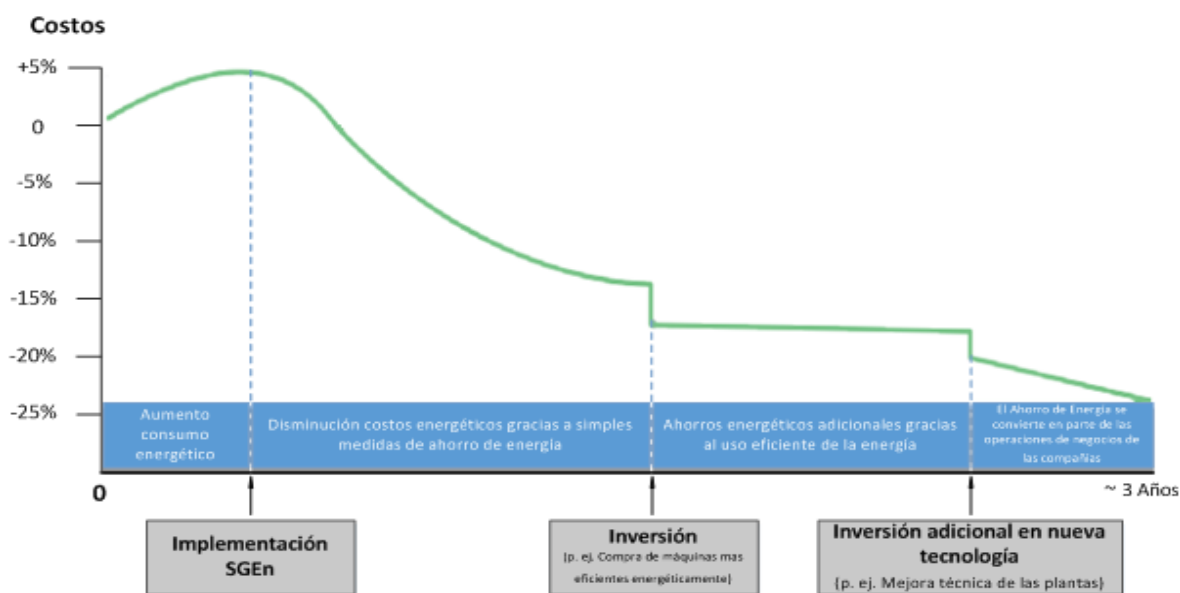 Costos
+5%
0
-5%
-10%
-15%
-20%
-25%
Aumento
consumo
energético
Disminución costos energéticos gracias a simples
medidas de ahorro de energía
Ahorros energéticos adicionales gracias
al uso eficiente de la energía
El Ahorro de Energía se
convierte en parte de las
operaciones de negocios de
las compañías
0
~ 3 Años
Implementación
SGEn
Inversión
(p. ej. Compra de máquinas mas
eficientes energéticamente)
Inversión adicional en nueva
tecnología
(p. ej. Mejora técnica de las plantas)